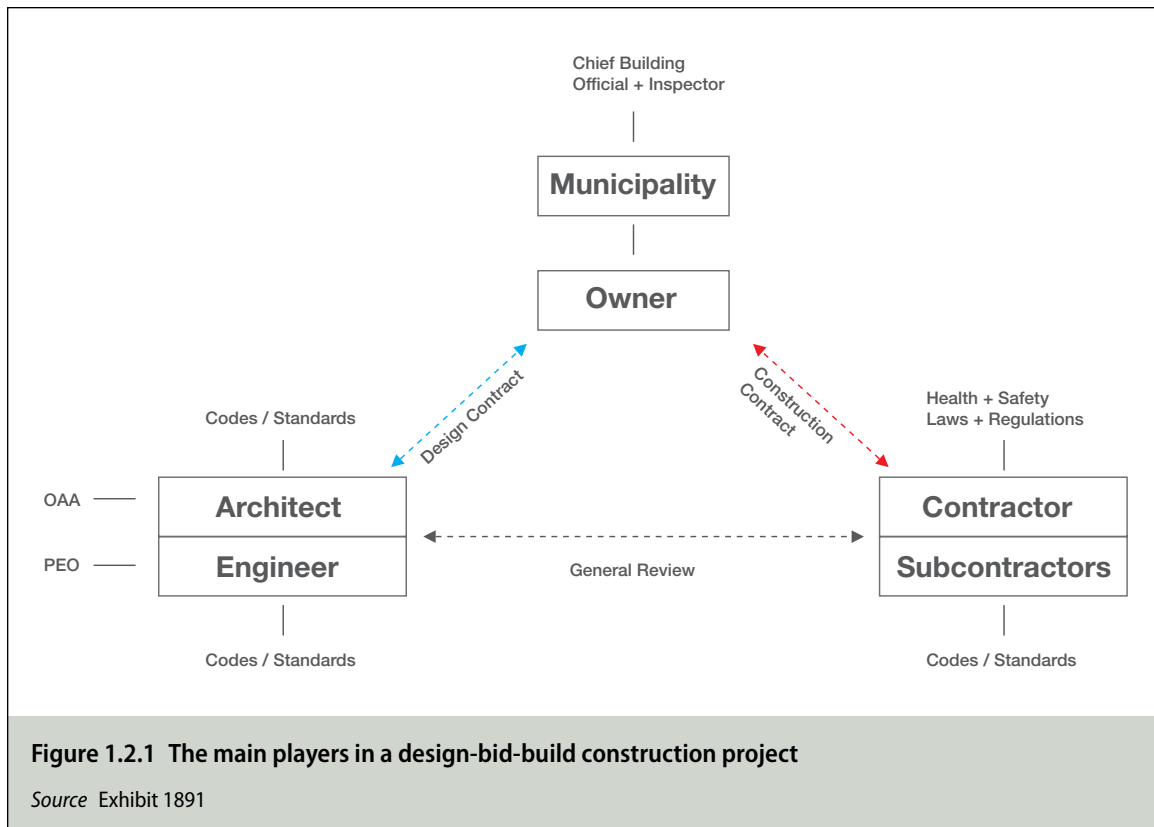 Chief Building
Official + Inspector
Municipality
Owner
Design Contract
Construction
Contract
Codes / Standards
Health + Safety
Laws + Regulations
OAA
Architect
Contractor
PEO
Engineer
General Review
Subcontractors
Codes / Standards
Codes / Standards
Figure 1.2.1 The main players in a design-bid-build construction project
Source Exhibit 1891